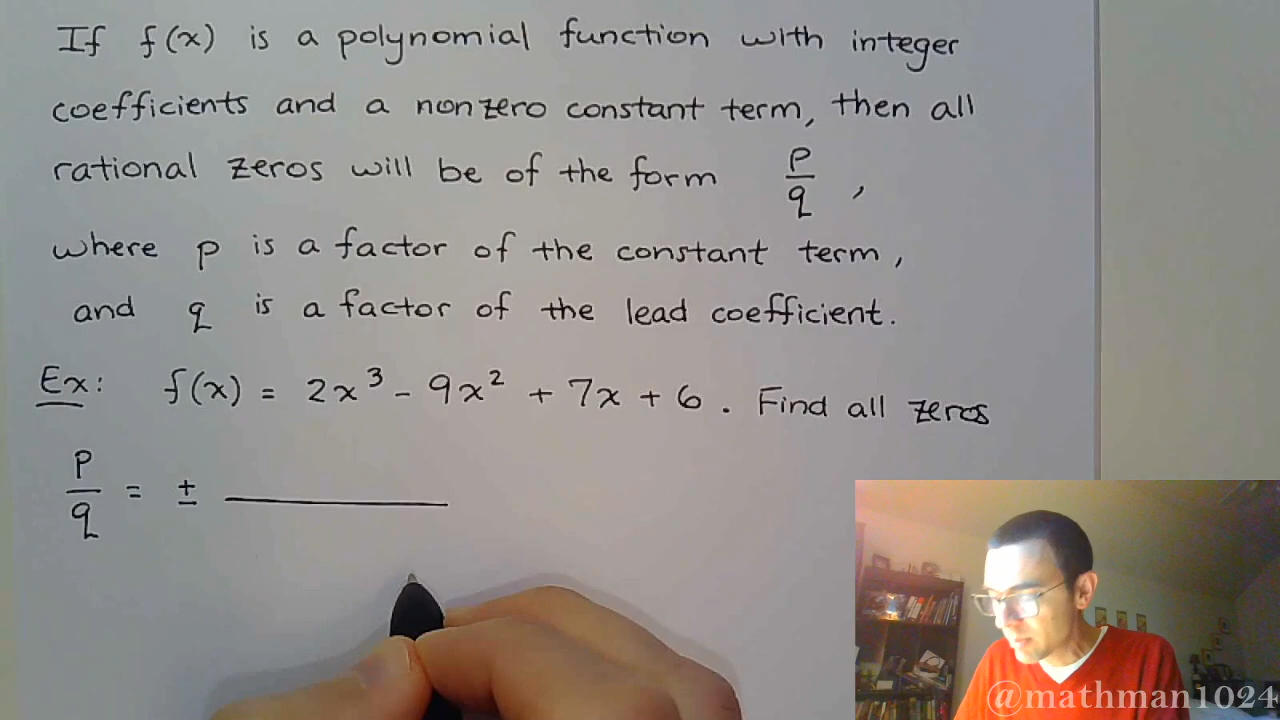 If f(x) is a polynomial function with integer
coefficients and a nonzero constant term, then all
rational zeros will be of the form p/q ,
where p is a factor of the constant term,
and q is a factor of the lead coefficient.
Ex: f(x) = 2x³ - 9x² + 7x + 6 . Find all zeros
p/q = ± ________
@mathman1024